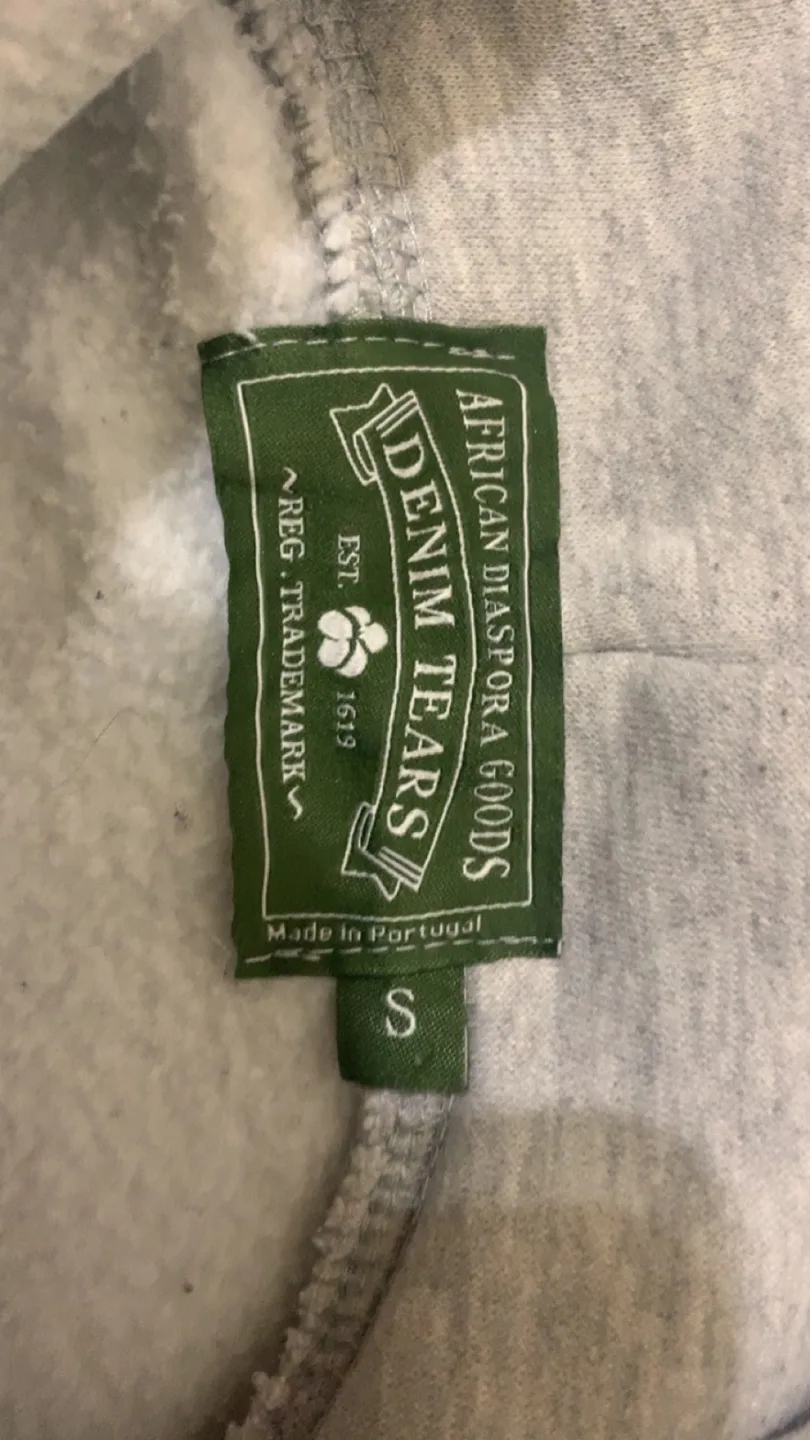 AFRICAN DIASPORA GOODS
DENIM TEARS
EST. 1619
~REG. TRADEMARK~
Made in Portugal
S